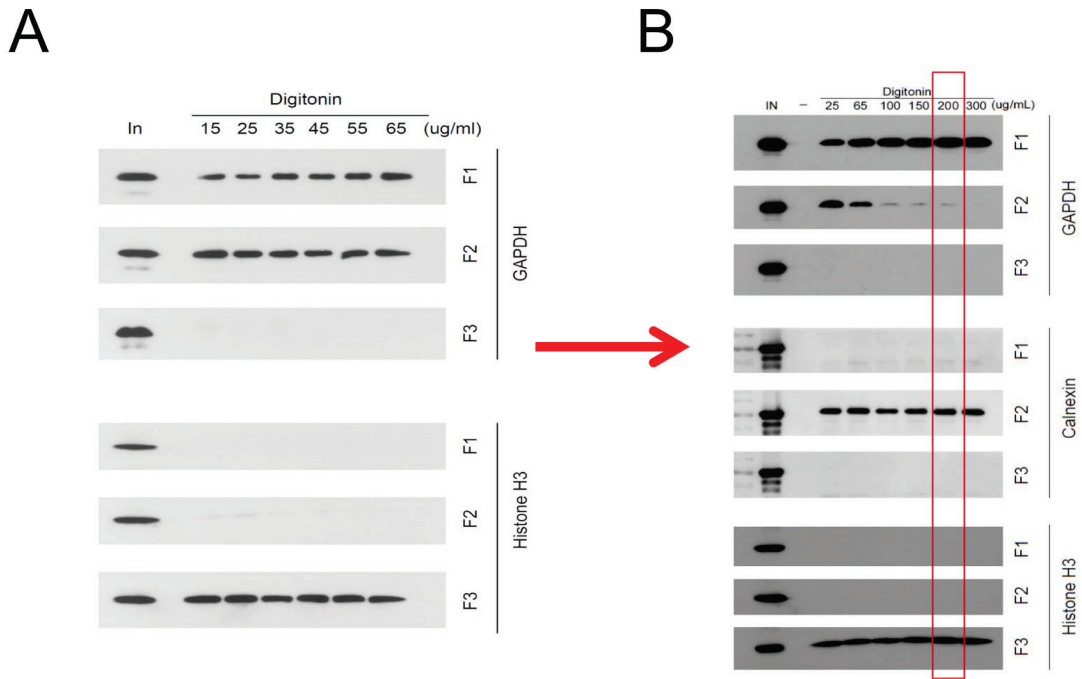 A
Digitonin
In 15 25 35 45 55 65 (ug/ml)
F1
F2
F3
GAPDH
F1
F2
F3
Histone H3
B
Digitonin
IN – 25 65 100 150 200 300 (ug/mL)
F1
F2
F3
GAPDH
F1
F2
F3
Calnexin
F1
F2
F3
Histone H3